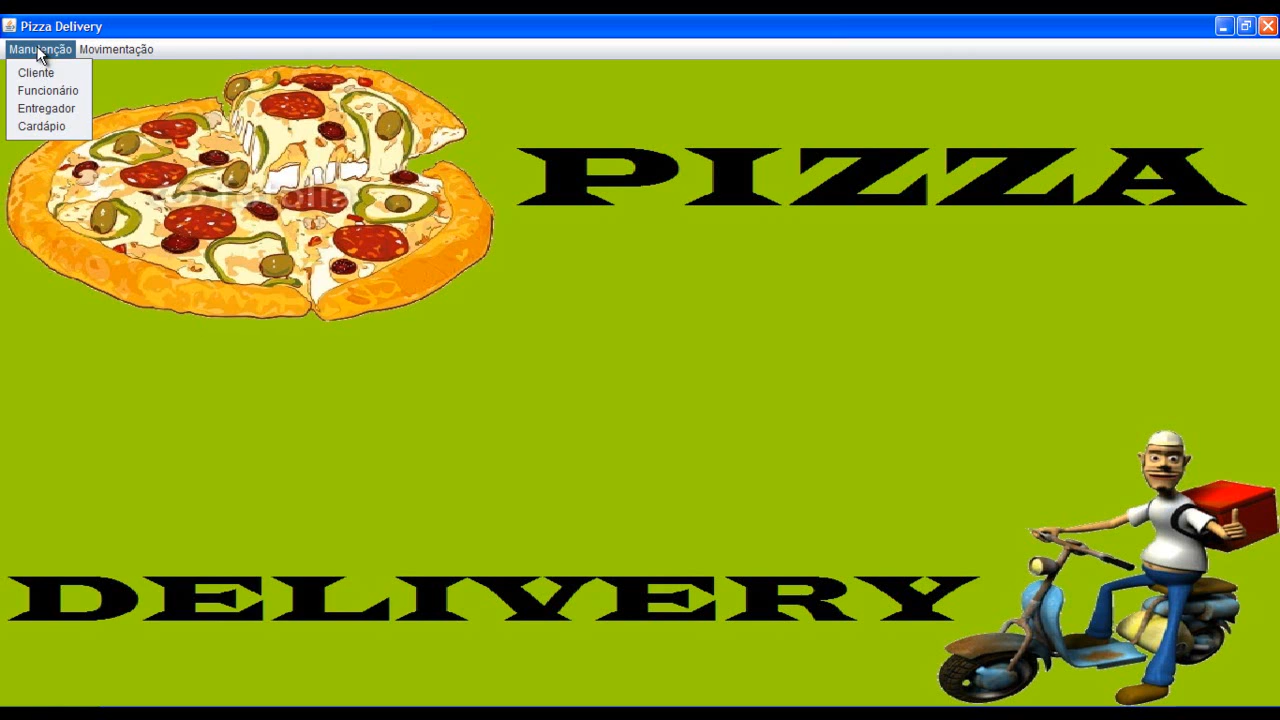 Pizza Delivery
Manutenção Movimentação
Cliente
Funcionário
Entregador
Cardápio
PIZZA
DELIVERY